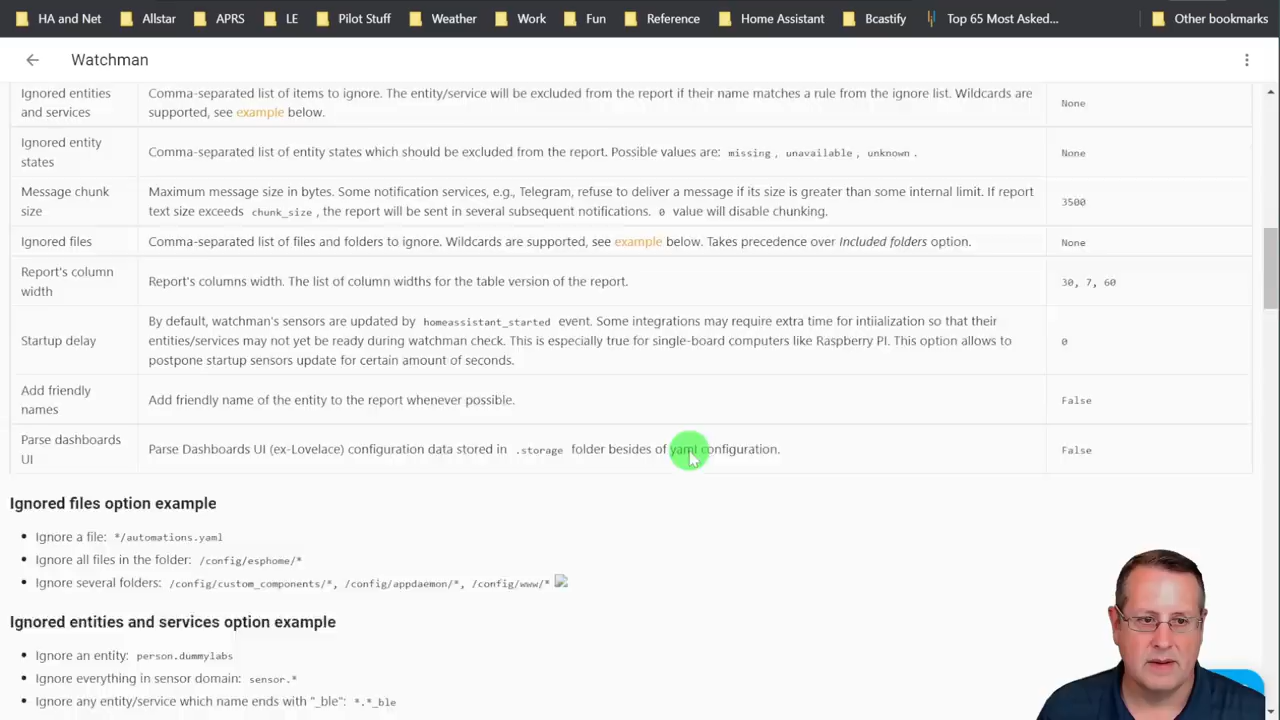 HA and Net Allstar APRS LE Pilot Stuff Weather Work Fun Reference Home Assistant Bcastify Top 65 Most Asked... Other bookmarks
Watchman
Ignored entities and services
Comma-separated list of items to ignore. The entity/service will be excluded from the report if their name matches a rule from the ignore list. Wildcards are
supported, see example below.
None
Ignored entity states
Comma-separated list of entity states which should be excluded from the report. Possible values are: missing , unavailable , unknown .
None
Message chunk size
Maximum message size in bytes. Some notification services, e.g., Telegram, refuse to deliver a message if its size is greater than some internal limit. If report
text size exceeds chunk_size , the report will be sent in several subsequent notifications. 0 value will disable chunking.
3500
Ignored files
Comma-separated list of files and folders to ignore. Wildcards are supported, see example below. Takes precedence over Included folders option.
None
Report's column width
Report's columns width. The list of column widths for the table version of the report.
30, 7, 60
Startup delay
By default, watchman's sensors are updated by homeassistant_started event. Some integrations may require extra time for intiialization so that their
entities/services may not yet be ready during watchman check. This is especially true for single-board computers like Raspberry PI. This option allows to
postpone startup sensors update for certain amount of seconds.
0
Add friendly names
Add friendly name of the entity to the report whenever possible.
False
Parse dashboards UI
Parse Dashboards UI (ex-Lovelace) configuration data stored in .storage folder besides of yaml configuration.
False
Ignored files option example
Ignore a file: */automations.yaml
Ignore all files in the folder: /config/esphome/*
Ignore several folders: /config/custom_components/*, /config/appdaemon/*, /config/www/*
Ignored entities and services option example
Ignore an entity: person.dummylabs
Ignore everything in sensor domain: sensor.*
Ignore any entity/service which name ends with "_ble": *.*_ble